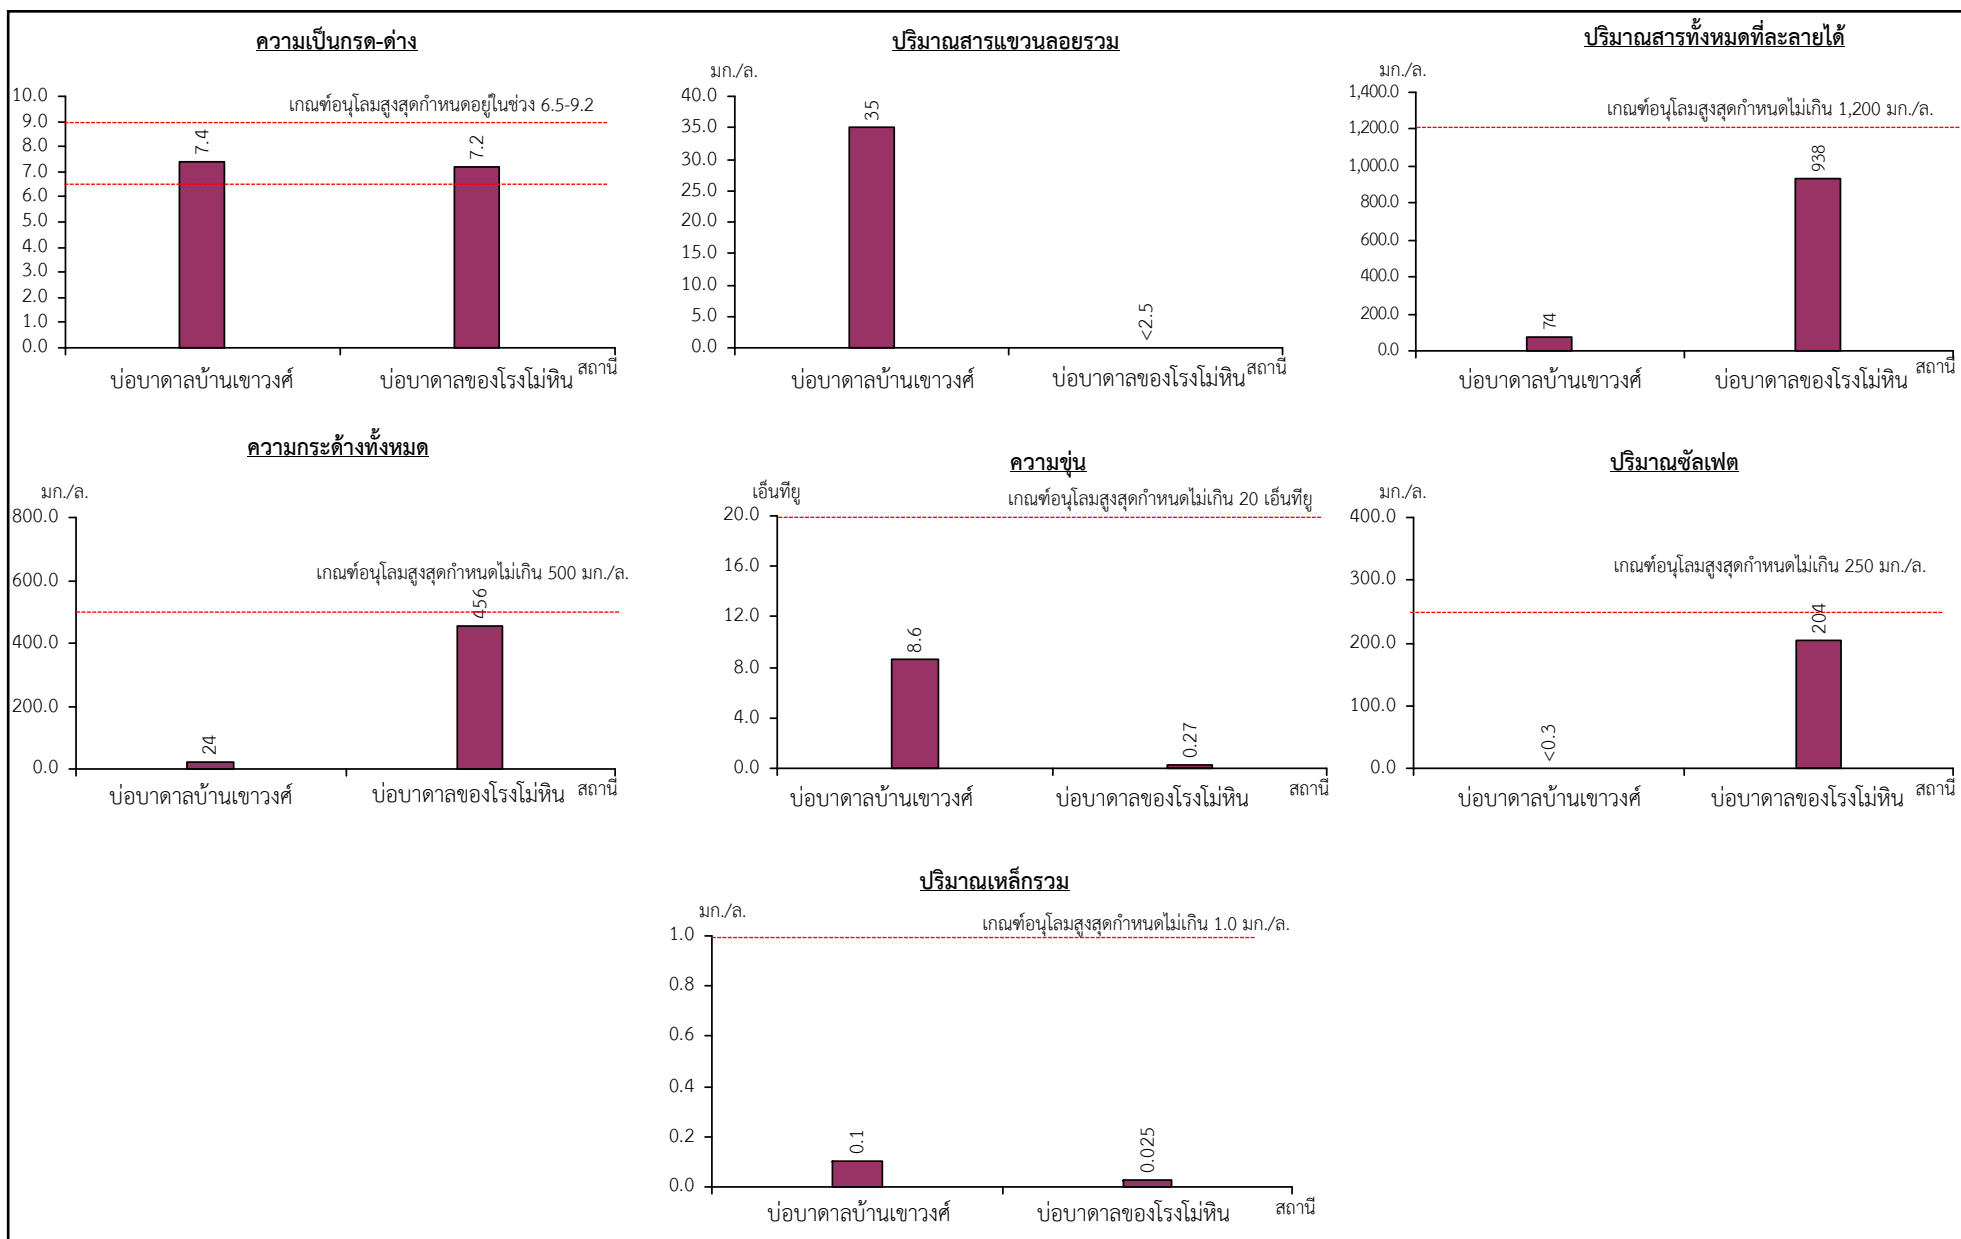 ความเป็นกรด-ด่าง
เกณฑ์อนุโลมสูงสุดกำหนดอยู่ในช่วง 6.5-9.2
10.0
9.0
8.0
7.0
6.0
5.0
4.0
3.0
2.0
1.0
0.0
7.4
7.2
บ่อบาดาลบ้านเขาวงศ์
บ่อบาดาลของโรงโม่หิน
สถานี
ปริมาณสารแขวนลอยรวม
มก./ล.
40.0
35.0
30.0
25.0
20.0
15.0
10.0
5.0
0.0
35
<2.5
บ่อบาดาลบ้านเขาวงศ์
บ่อบาดาลของโรงโม่หิน
สถานี
ปริมาณสารทั้งหมดที่ละลายได้
มก./ล.
เกณฑ์อนุโลมสูงสุดกำหนดไม่เกิน 1,200 มก./ล.
1,400.0
1,200.0
1,000.0
800.0
600.0
400.0
200.0
0.0
74
938
บ่อบาดาลบ้านเขาวงศ์
บ่อบาดาลของโรงโม่หิน
สถานี
ความกระด้างทั้งหมด
มก./ล.
เกณฑ์อนุโลมสูงสุดกำหนดไม่เกิน 500 มก./ล.
800.0
600.0
400.0
200.0
0.0
24
456
บ่อบาดาลบ้านเขาวงศ์
บ่อบาดาลของโรงโม่หิน
สถานี
ความขุ่น
เอ็นทียู
เกณฑ์อนุโลมสูงสุดกำหนดไม่เกิน 20 เอ็นทียู
20.0
16.0
12.0
8.0
4.0
0.0
8.6
0.27
บ่อบาดาลบ้านเขาวงศ์
บ่อบาดาลของโรงโม่หิน
สถานี
ปริมาณซัลเฟต
มก./ล.
เกณฑ์อนุโลมสูงสุดกำหนดไม่เกิน 250 มก./ล.
400.0
300.0
200.0
100.0
0.0
<0.3
204
บ่อบาดาลบ้านเขาวงศ์
บ่อบาดาลของโรงโม่หิน
สถานี
ปริมาณเหล็กรวม
มก./ล.
เกณฑ์อนุโลมสูงสุดกำหนดไม่เกิน 1.0 มก./ล.
1.0
0.8
0.6
0.4
0.2
0.0
0.1
0.025
บ่อบาดาลบ้านเขาวงศ์
บ่อบาดาลของโรงโม่หิน
สถานี